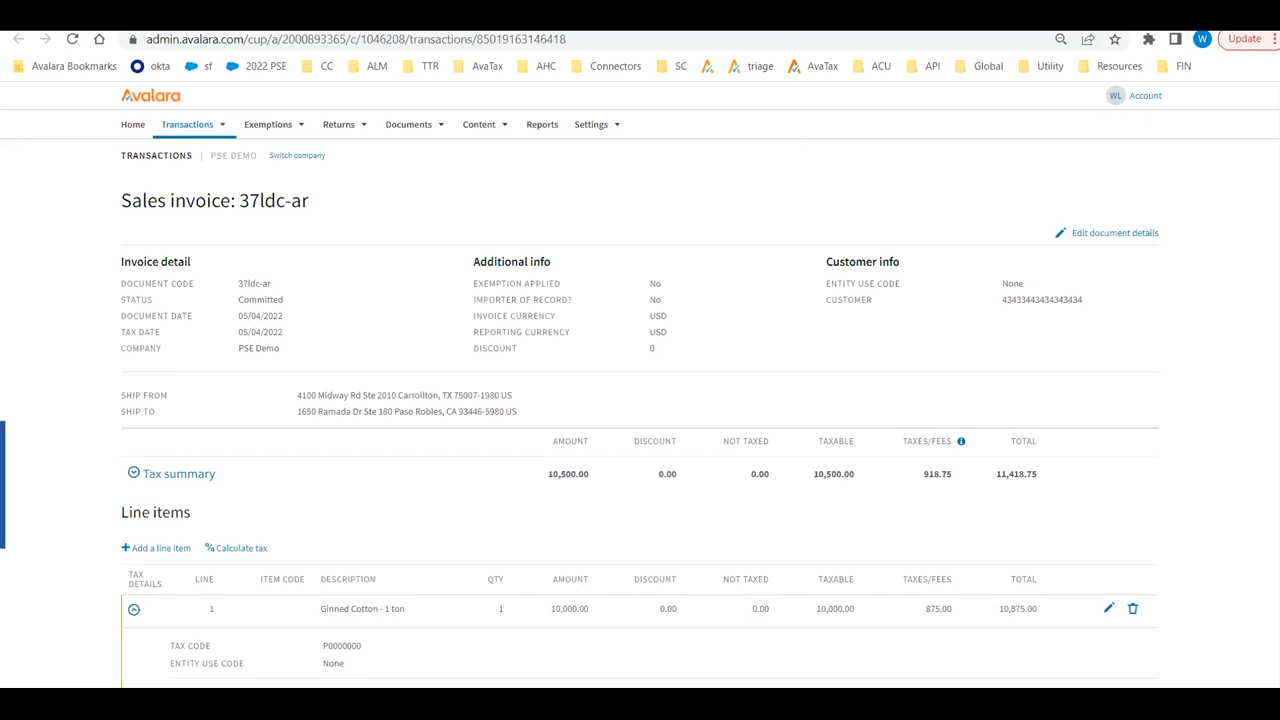 admin.avalara.com/cup/a/2000893365/c/1046208/transactions/85019163146418 W Update
Avalara Bookmarks okta sf 2022 PSE CC ALM TTR AvaTax AHC Connectors SC triage AvaTax ACU API Global Utility Resources FIN
Avalara WL Account
Home Transactions Exemptions Returns Documents Content Reports Settings
TRANSACTIONS | PSE DEMO Switch company
Sales invoice: 37ldc-ar
Edit document details
Invoice detail Additional info Customer info
DOCUMENT CODE 37ldc-ar EXEMPTION APPLIED No ENTITY USE CODE None
STATUS Committed IMPORTER OF RECORD? No CUSTOMER 43433443434343434
DOCUMENT DATE 05/04/2022 INVOICE CURRENCY USD
TAX DATE 05/04/2022 REPORTING CURRENCY USD
COMPANY PSE Demo DISCOUNT 0
SHIP FROM 4100 Midway Rd Ste 2010 Carrollton, TX 75007-1980 US
SHIP TO 1650 Ramada Dr Ste 180 Paso Robles, CA 93446-5980 US
AMOUNT DISCOUNT NOT TAXED TAXABLE TAXES/FEES TOTAL
Tax summary 10,500.00 0.00 0.00 10,500.00 918.75 11,418.75
Line items
+ Add a line item % Calculate tax
TAX DETAILS LINE ITEM CODE DESCRIPTION QTY AMOUNT DISCOUNT NOT TAXED TAXABLE TAXES/FEES TOTAL
1 Ginned Cotton - 1 ton 1 10,000.00 0.00 0.00 10,000.00 875.00 10,875.00
TAX CODE P0000000
ENTITY USE CODE None